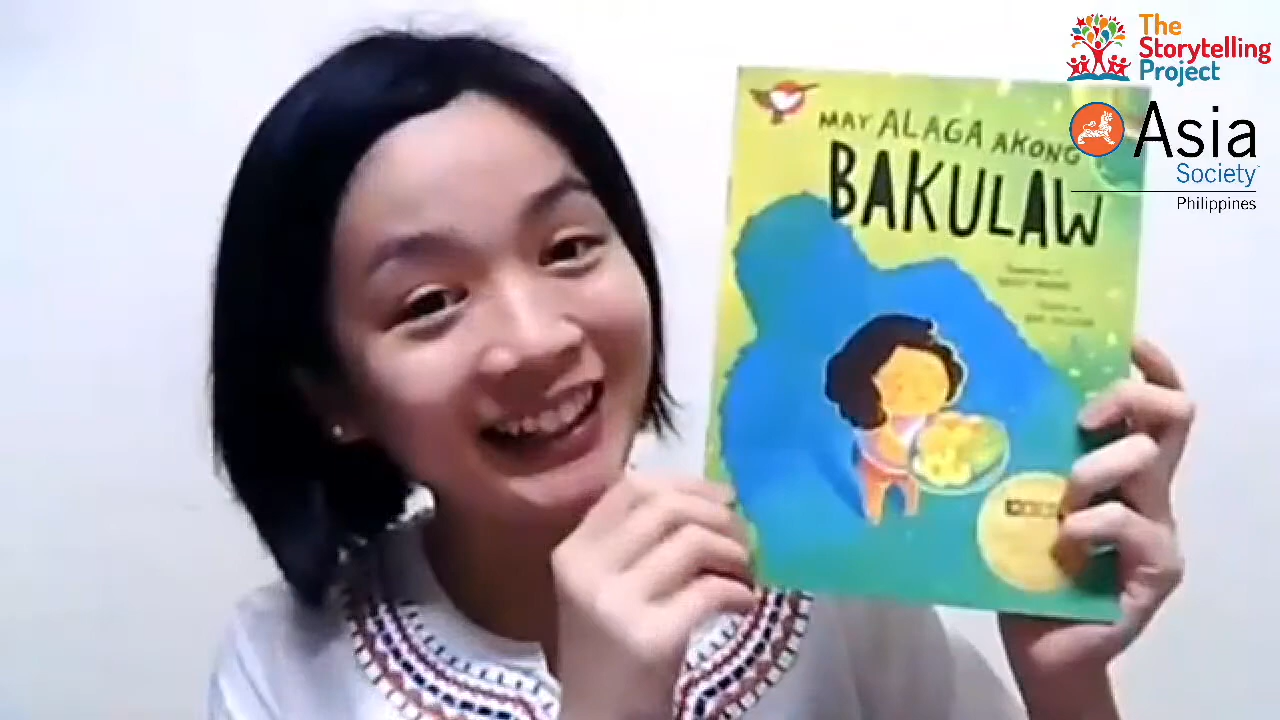 The
Storytelling
Project
Asia
Society
Philippines
MAY ALAGA AKONG
BAKULAW